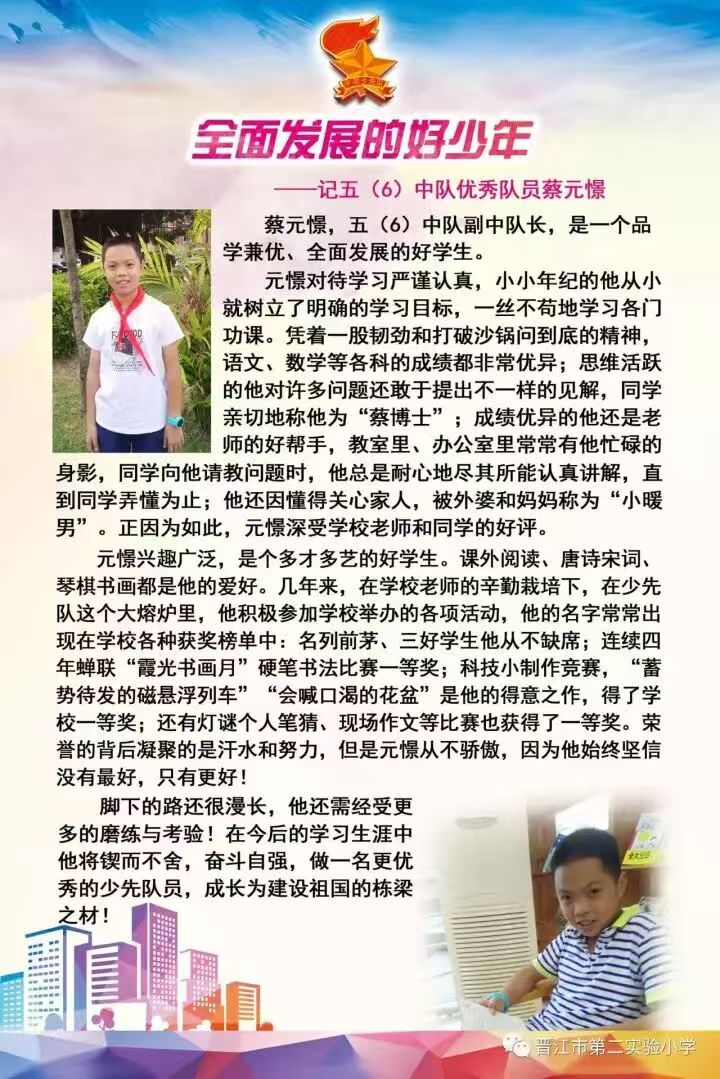 全面发展的好少年
——记五（6）中队优秀队员蔡元憬
蔡元憬，五（6）中队副中队长，是一个品
学兼优、全面发展的好学生。
元憬对待学习严谨认真，小小年纪的他从小
就树立了明确的学习目标，一丝不苟地学习各门
功课。凭着一股韧劲和打破沙锅问到底的精神，
语文、数学等各科的成绩都非常优异；思维活跃
的他对许多问题还敢于提出不一样的见解，同学
亲切地称他为“蔡博士”；成绩优异的他还是老
师的好帮手，教室里、办公室里常常有他忙碌的
身影，同学向他请教问题时，他总是耐心地尽其所能认真讲解，直
到同学弄懂为止；他还因懂得关心家人，被外婆和妈妈称为“小暖
男”。正因为如此，元憬深受学校老师和同学的好评。
元憬兴趣广泛，是个多才多艺的好学生。课外阅读、唐诗宋词、
琴棋书画都是他的爱好。几年来，在学校老师的辛勤栽培下，在少先
队这个大熔炉里，他积极参加学校举办的各项活动，他的名字常常出
现在学校各种获奖榜单中：名列前茅、三好学生他从不缺席；连续四
年蝉联“霞光书画月”硬笔书法比赛一等奖；科技小制作竞赛，“蓄
势待发的磁悬浮列车”“会喊口渴的花盆”是他的得意之作，得了学
校一等奖；还有灯谜个人笔猜、现场作文等比赛也获得了一等奖。荣
誉的背后凝聚的是汗水和努力，但是元憬从不骄傲，因为他始终坚信
没有最好，只有更好！
脚下的路还很漫长，他还需经受更
多的磨练与考验！在今后的学习生涯中
他将锲而不舍，奋斗自强，做一名更优
秀的少先队员，成长为建设祖国的栋梁
之材！
晋江市第二实验小学